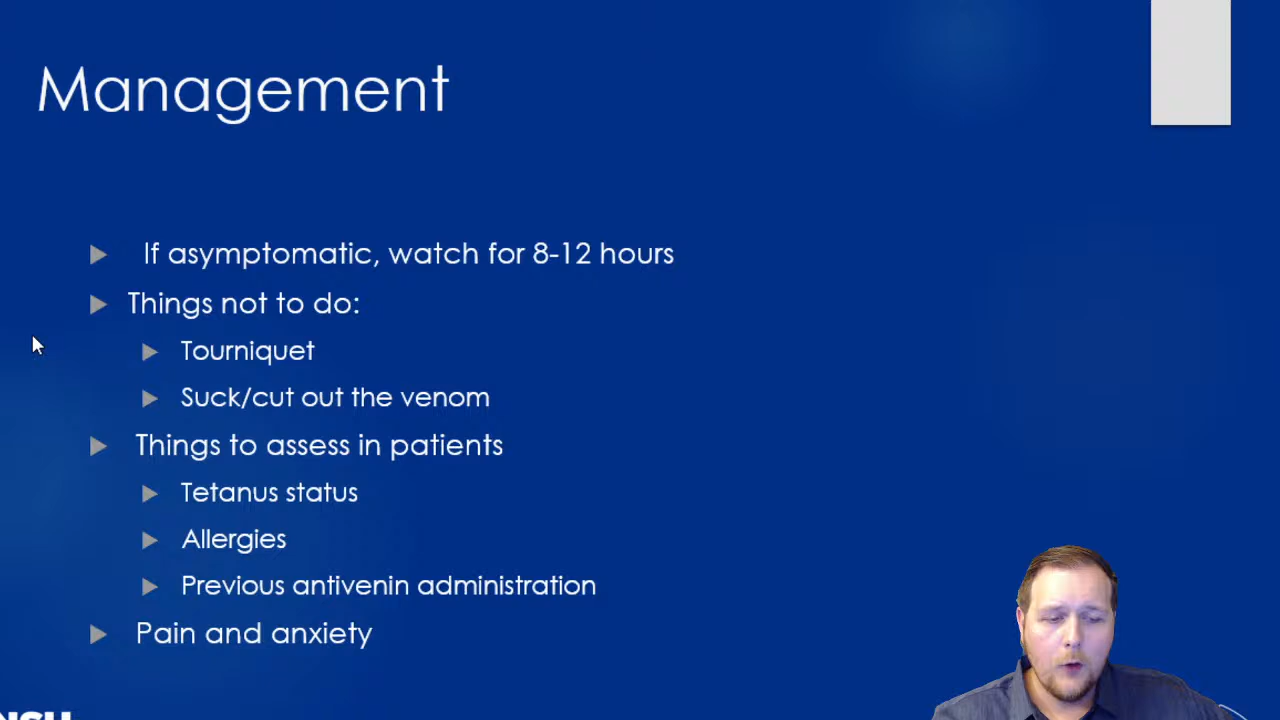 Management
If asymptomatic, watch for 8-12 hours
Things not to do:
Tourniquet
Suck/cut out the venom
Things to assess in patients
Tetanus status
Allergies
Previous antivenin administration
Pain and anxiety